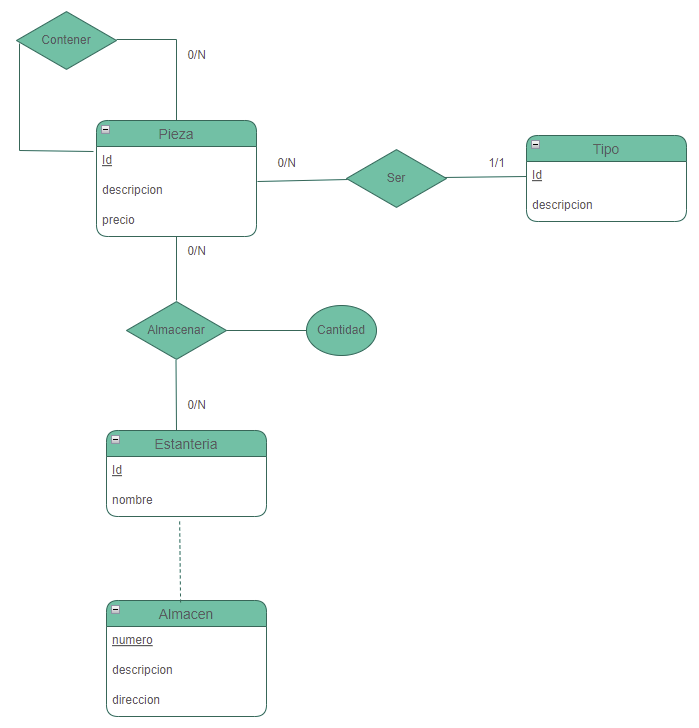 Contener
0/N
Pieza
Id
descripcion
precio
0/N
Ser
1/1
Tipo
Id
descripcion
0/N
Almacenar
Cantidad
0/N
Estanteria
Id
nombre
Almacen
numero
descripcion
direccion